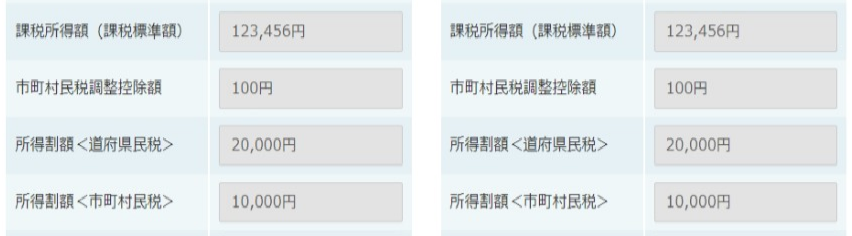 課税所得額（課税標準額） 123,456円
市町村民税調整控除額 100円
所得割額＜道府県民税＞ 20,000円
所得割額＜市町村民税＞ 10,000円
課税所得額（課税標準額） 123,456円
市町村民税調整控除額 100円
所得割額＜道府県民税＞ 20,000円
所得割額＜市町村民税＞ 10,000円